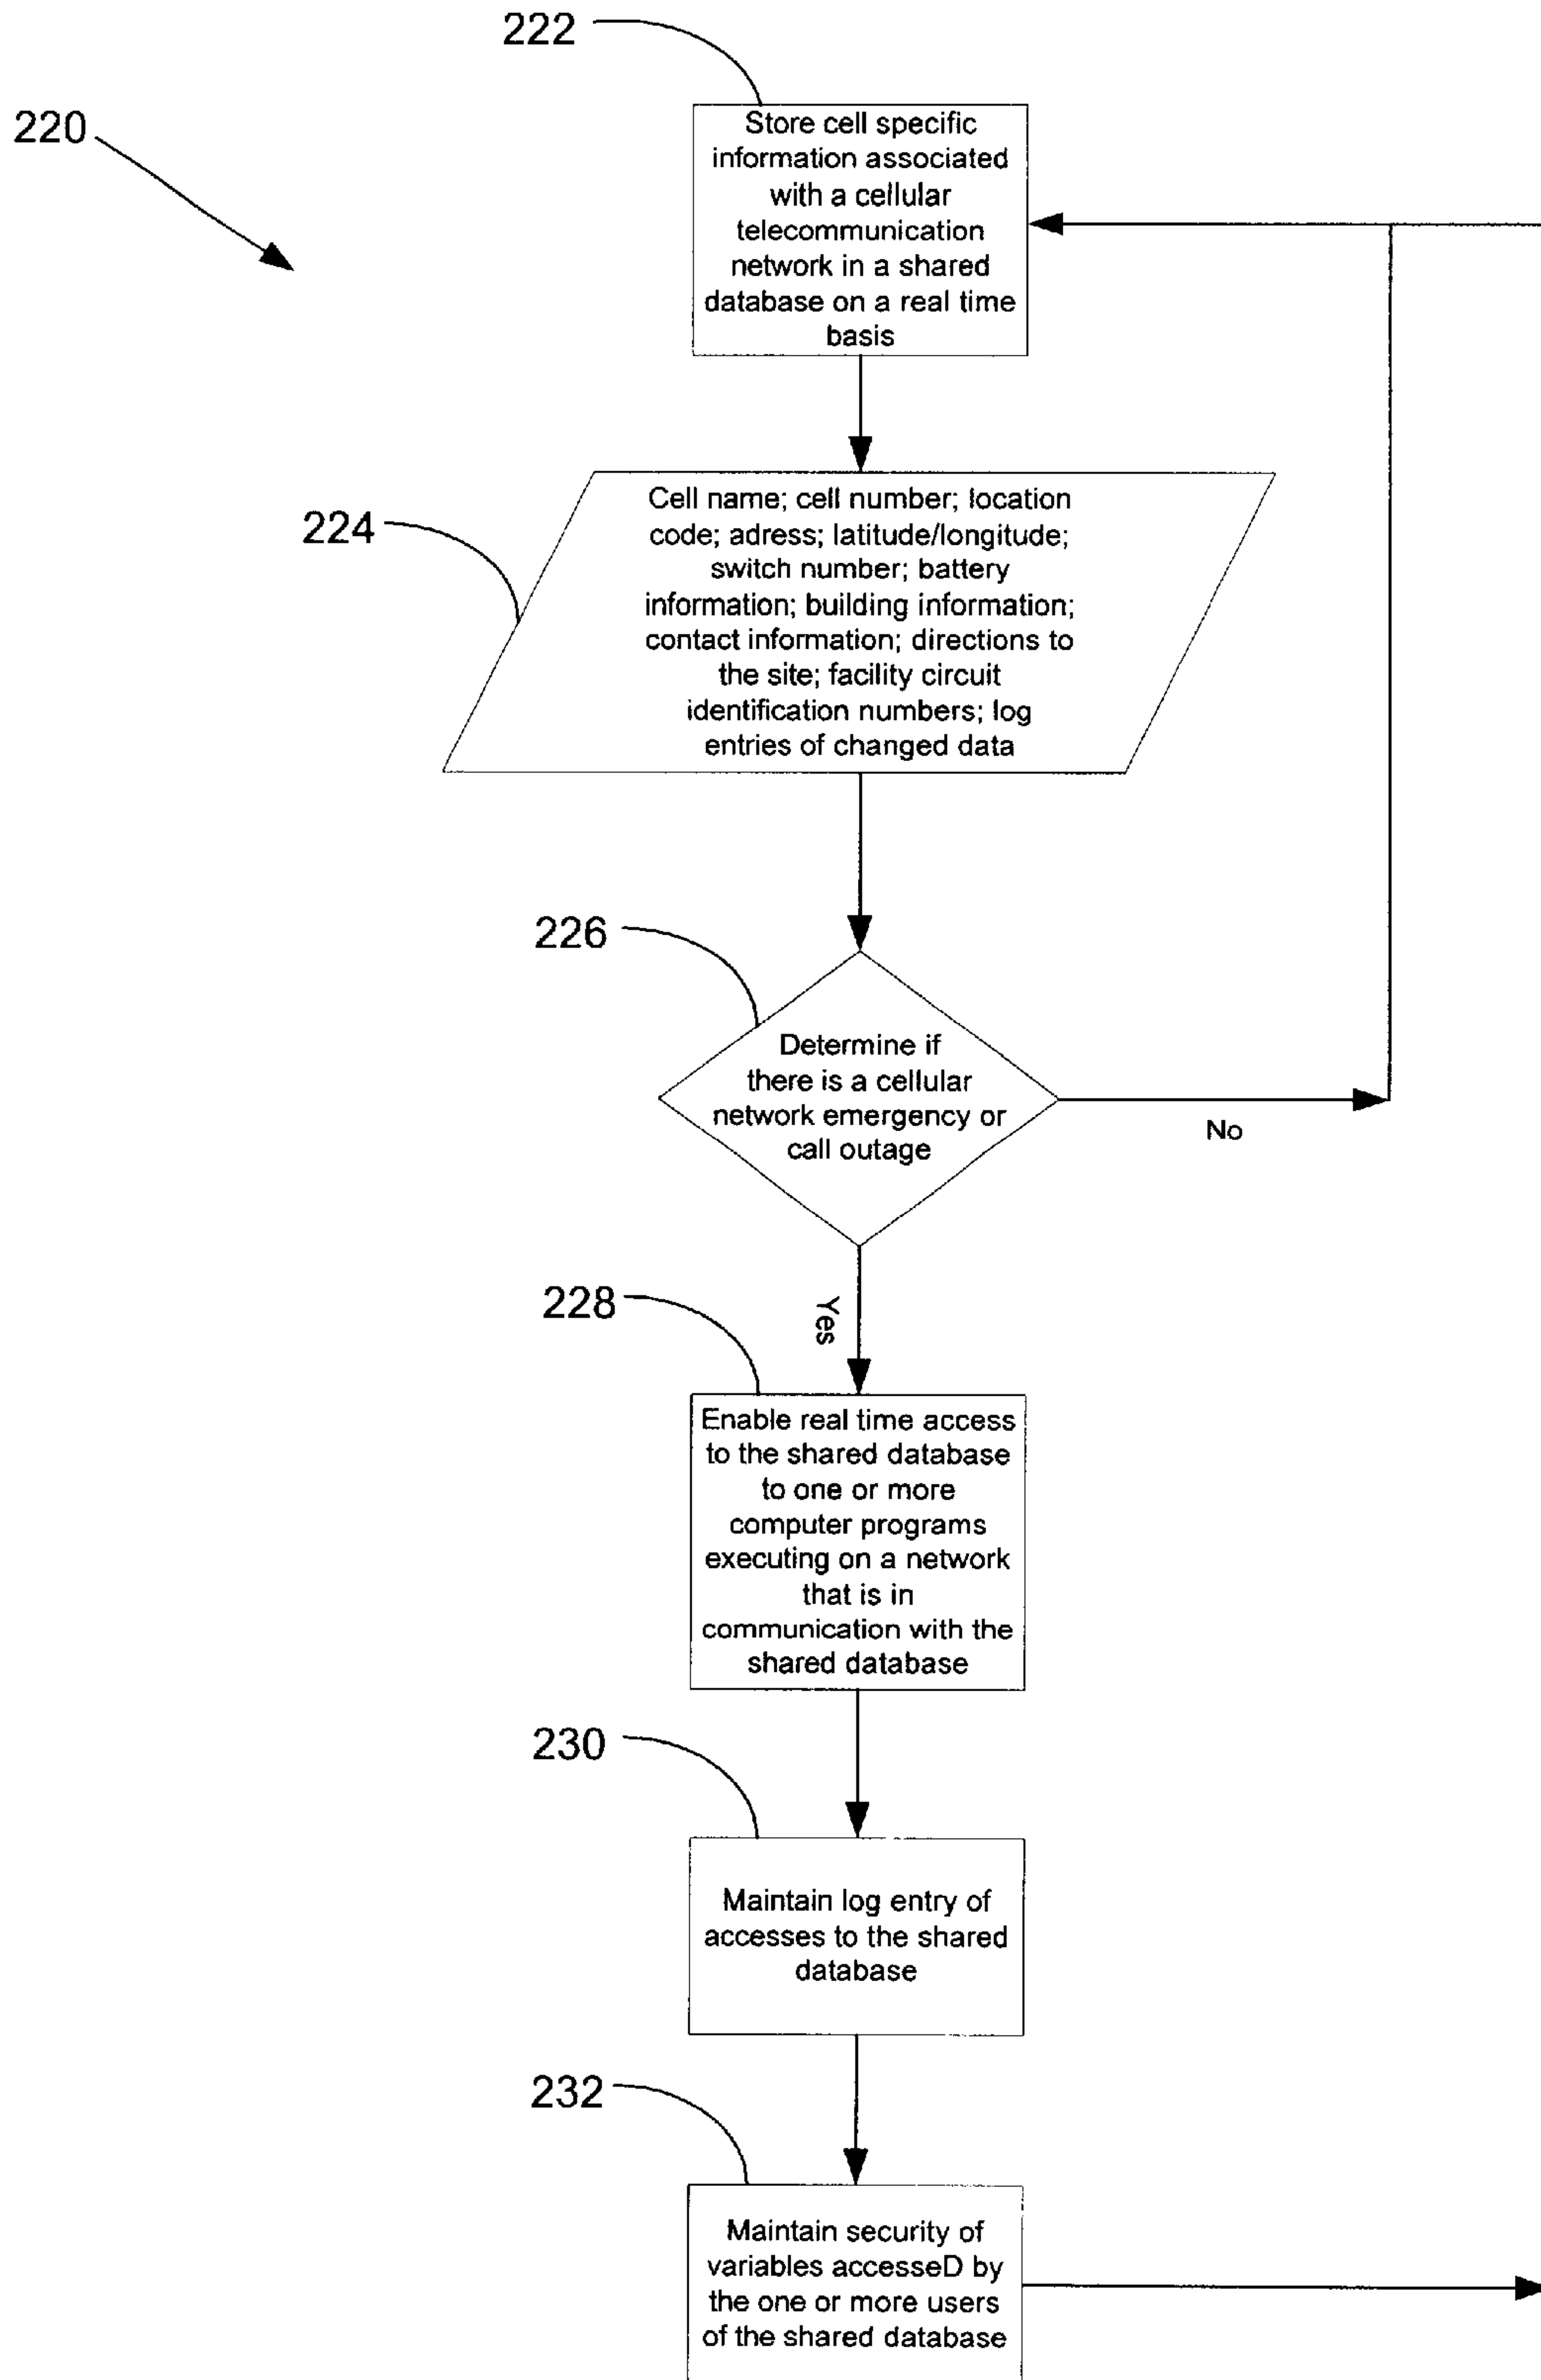 222
220
Store cell specific
information associated
with a cellular
telecommunication
network in a shared
database on a real time
basis
224
Cell name; cell number; location
code; adress; latitude/longitude;
switch number; battery
information; building information;
contact information; directions to
the site; facility circuit
identification numbers; log
entries of changed data
226
Determine if
there is a cellular
network emergency or
call outage
No
Yes
228
Enable real time access
to the shared database
to one or more
computer programs
executing on a network
that is in
communication with the
shared database
230
Maintain log entry of
accesses to the shared
database
232
Maintain security of
variables accesseD by
the one or more users
of the shared database